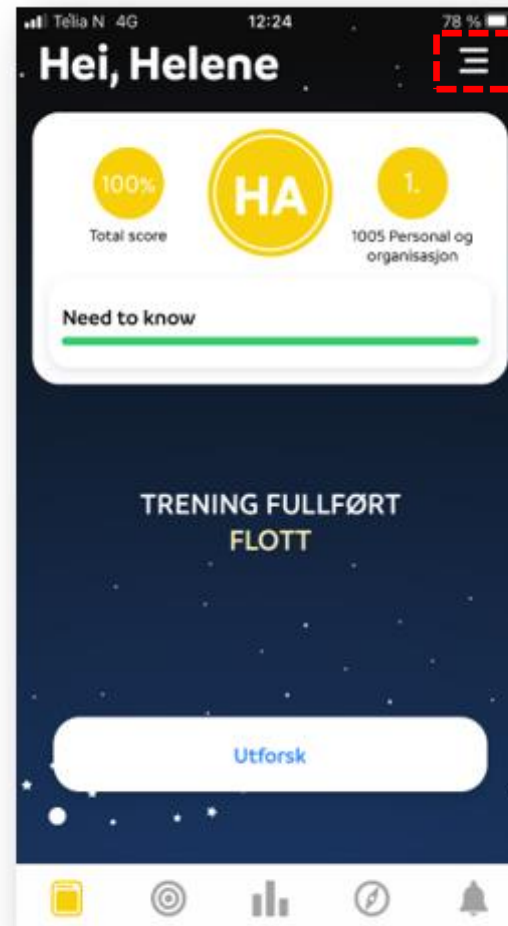 Telia N 4G 12:24 78 %
Hei, Helene
100% HA 1.
Total score 1005 Personal og
organisasjon
Need to know
TRENING FULLFØRT
FLOTT
Utforsk